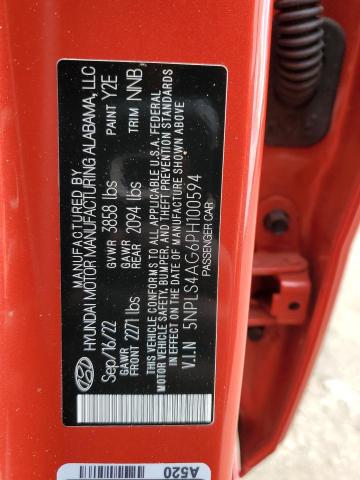 MANUFACTURED BY
HYUNDAI MOTOR MANUFACTURING ALABAMA, LLC
Sep/16/22 GVWR 3858 lbs PAINT Y2E
GAWR FRONT 2271 lbs GAWR REAR 2094 lbs TRIM NNB
THIS VEHICLE CONFORMS TO ALL APPLICABLE U.S.A. FEDERAL
MOTOR VEHICLE SAFETY, BUMPER, AND THEFT PREVENTION STANDARDS
IN EFFECT ON THE DATE OF MANUFACTURE SHOWN ABOVE.
V.I.N 5NPLS4AG6PH100594
PASSENGER CAR
A520